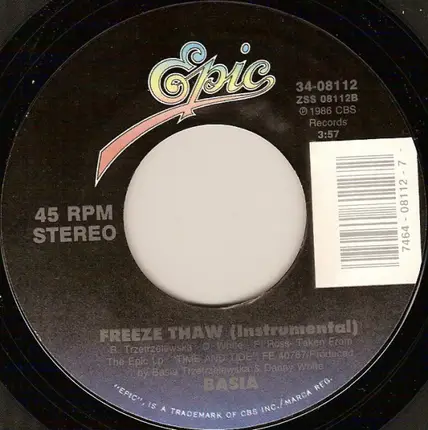 Epic
34-08112
ZSS 08112B
℗ 1986 CBS
Records
3:57
7464-08112-7
45 RPM
STEREO
FREEZE THAW (Instrumental)
B. Trzetrzelewska - D. White - P. Ross Taken From
The Epic Lp "TIME AND TIDE" FE 40767/Produced
by Basia Trzetrzelewska & Danny White
BASIA
"EPIC", IS A TRADEMARK OF CBS INC./MARCA REG.